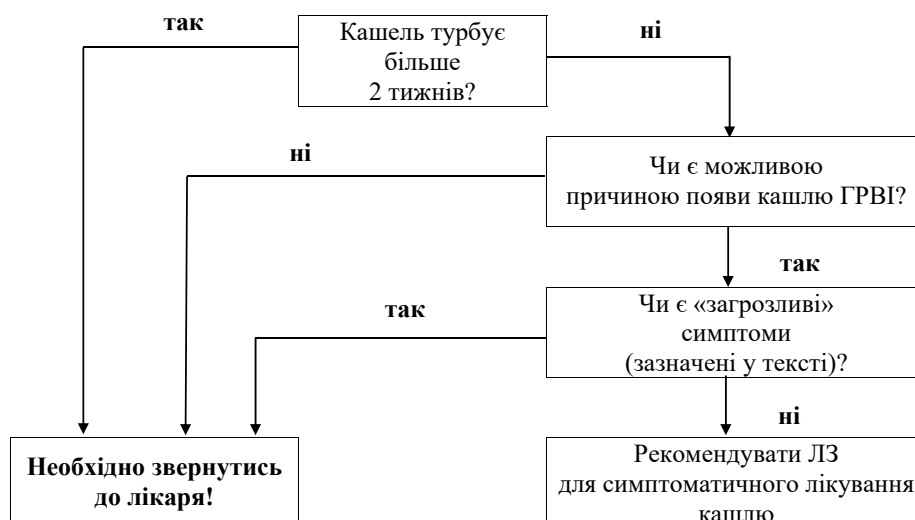 так
Кашель турбує
більше
2 тижнів?
ні
ні
Чи є можливою
причиною появи кашлю ГРВІ?
так
так
Чи є «загрозливі»
симптоми
(зазначені у тексті)?
ні
Необхідно звернутись
до лікаря!
Рекомендувати ЛЗ
для симптоматичного лікування
кашлю